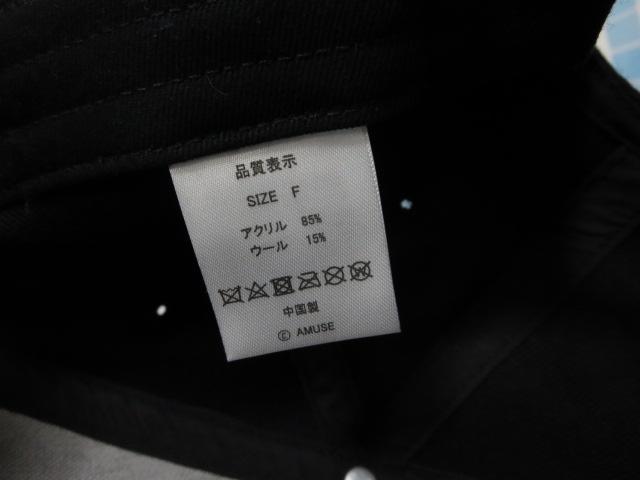 品質表示
SIZE F
アクリル 85%
ウール 15%
中国製
© AMUSE